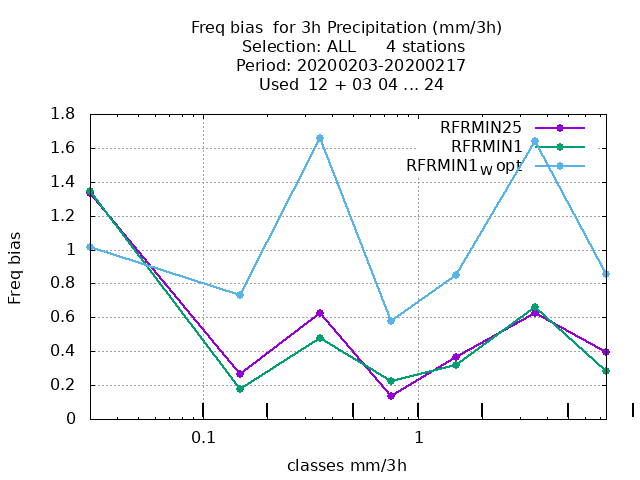 Freq bias  for 3h Precipitation (mm/3h)
Selection: ALL      4 stations
Period: 20200203-20200217
Used  12 + 03 04 ... 24
RFRMIN25
RFRMIN1
RFRMIN1W opt
1.8
1.6
1.4
1.2
1
0.8
0.6
0.4
0.2
0
Freq bias
0.1
1
classes mm/3h